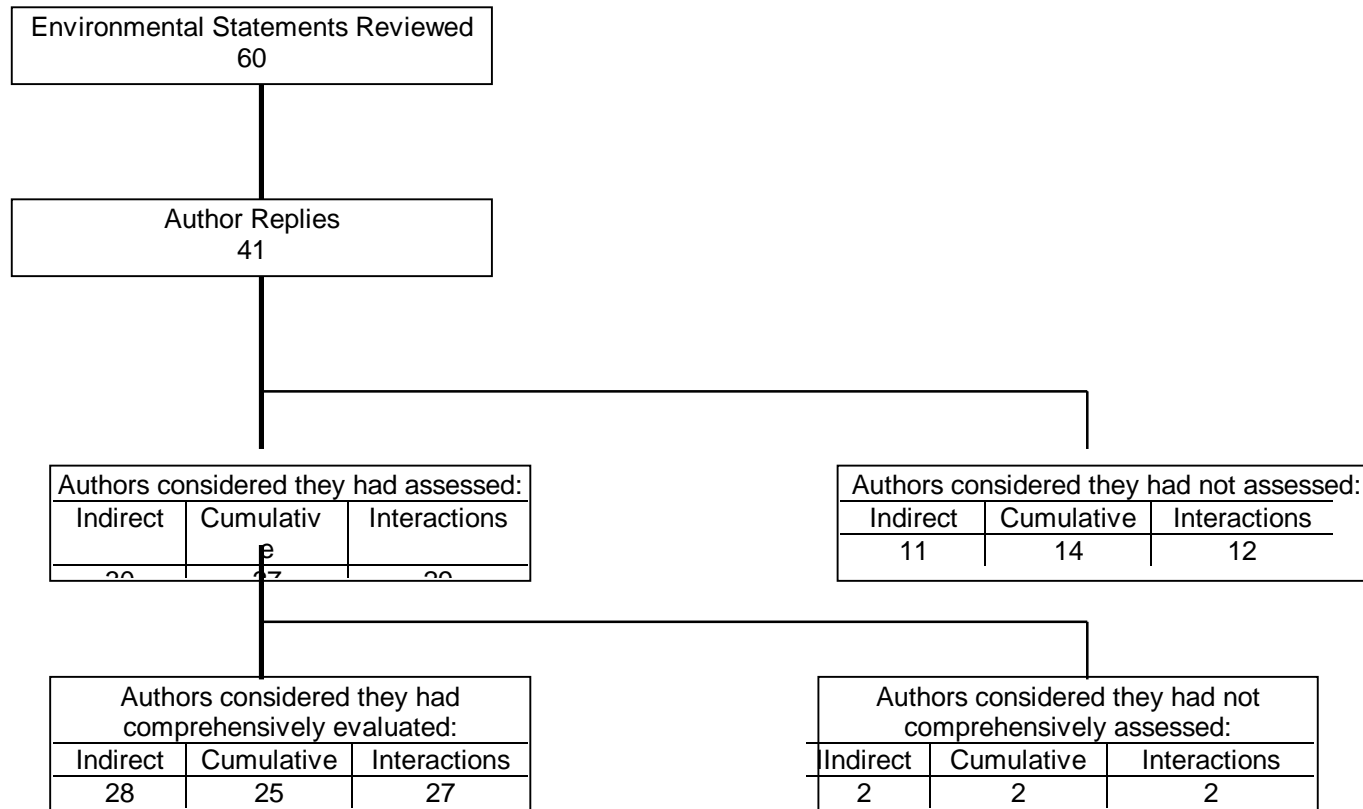 Environmental Statements Reviewed
60
Author Replies
41
Authors considered they had assessed:
Indirect Cumulativ Interactions
e
Authors considered they had not assessed:
Indirect Cumulative Interactions
11 14 12
Authors considered they had
comprehensively evaluated:
Indirect Cumulative Interactions
28 25 27
Authors considered they had not
comprehensively assessed:
Indirect Cumulative Interactions
2 2 2